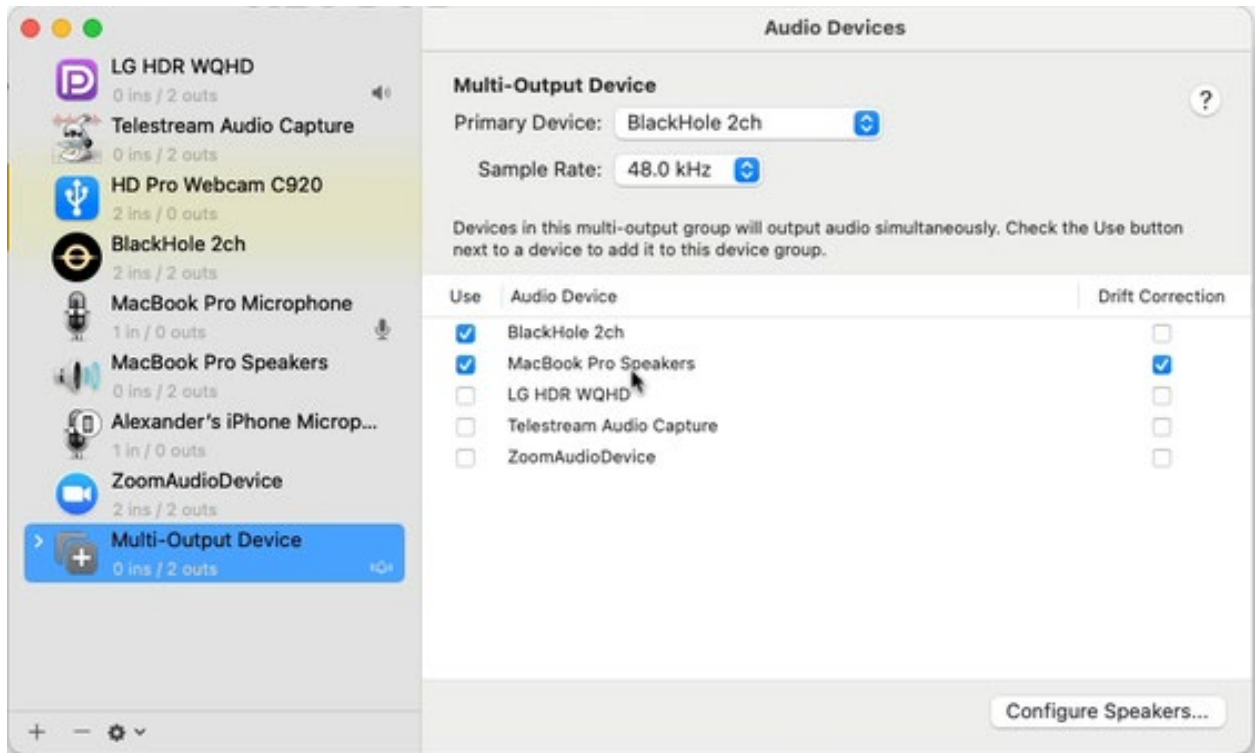 Audio Devices
LG HDR WQHD
0 ins / 2 outs
Telestream Audio Capture
0 ins / 2 outs
HD Pro Webcam C920
2 ins / 0 outs
BlackHole 2ch
2 ins / 2 outs
MacBook Pro Microphone
1 in / 0 outs
MacBook Pro Speakers
0 ins / 2 outs
Alexander's iPhone Microp...
1 in / 0 outs
ZoomAudioDevice
2 ins / 2 outs
Multi-Output Device
0 ins / 2 outs
Multi-Output Device
?
Primary Device: BlackHole 2ch
Sample Rate: 48.0 kHz
Devices in this multi-output group will output audio simultaneously. Check the Use button
next to a device to add it to this device group.
Use Audio Device Drift Correction
BlackHole 2ch
MacBook Pro Speakers
LG HDR WQHD
Telestream Audio Capture
ZoomAudioDevice
Configure Speakers...